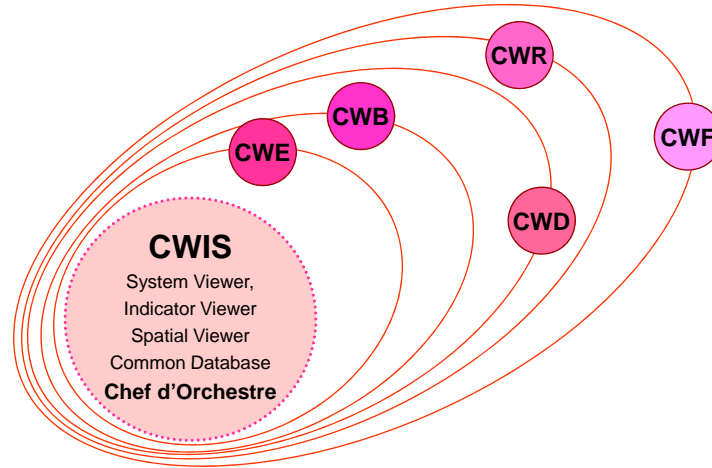 CWR
CWF
CWB
CWE
CWD
CWIS
System Viewer,
Indicator Viewer
Spatial Viewer
Common Database
Chef d'Orchestre